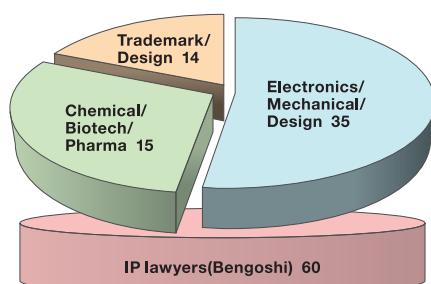 Trademark/
Design 14
Electronics/
Mechanical/
Design 35
Chemical/
Biotech/
Pharma 15
IP lawyers(Bengoshi) 60